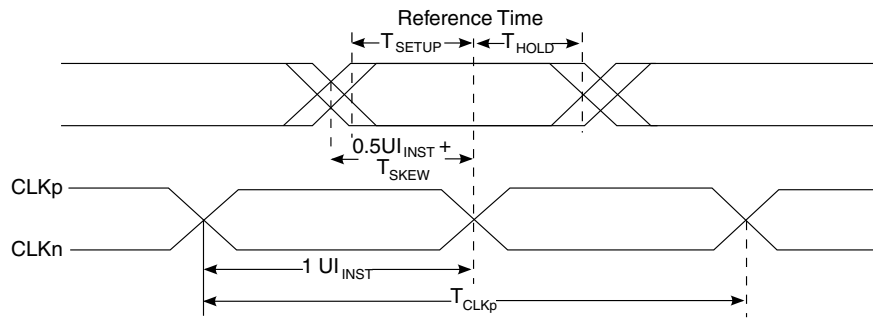 Reference Time
T_SETUP T_HOLD
0.5UI_INST +
T_SKEW
CLKp
CLKn
1 UI_INST
T_CLKp